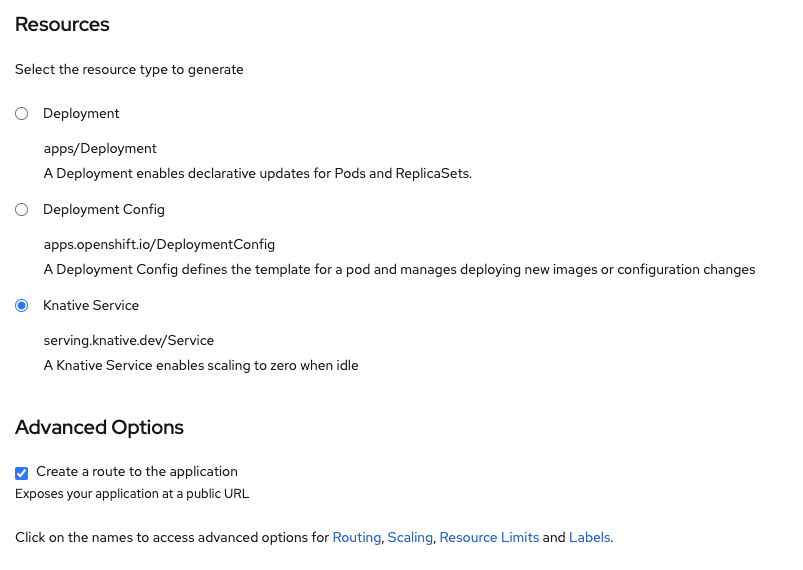 Resources
Select the resource type to generate
Deployment
apps/Deployment
A Deployment enables declarative updates for Pods and ReplicaSets.
Deployment Config
apps.openshift.io/DeploymentConfig
A Deployment Config defines the template for a pod and manages deploying new images or configuration changes
Knative Service
serving.knative.dev/Service
A Knative Service enables scaling to zero when idle
Advanced Options
Create a route to the application
Exposes your application at a public URL
Click on the names to access advanced options for Routing, Scaling, Resource Limits and Labels.